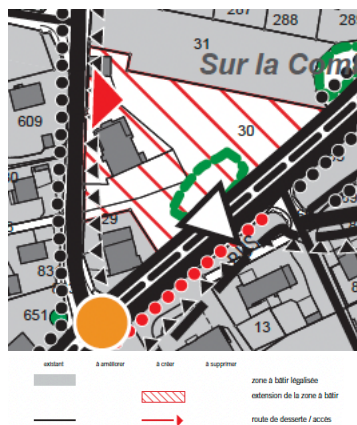 287
288
31
Sur la Com
609
30
29
83
651
13
8
existant à améliorer à créer à supprimer
zone à bâtir légalisée
extension de la zone à bâtir
route de desserte / accès